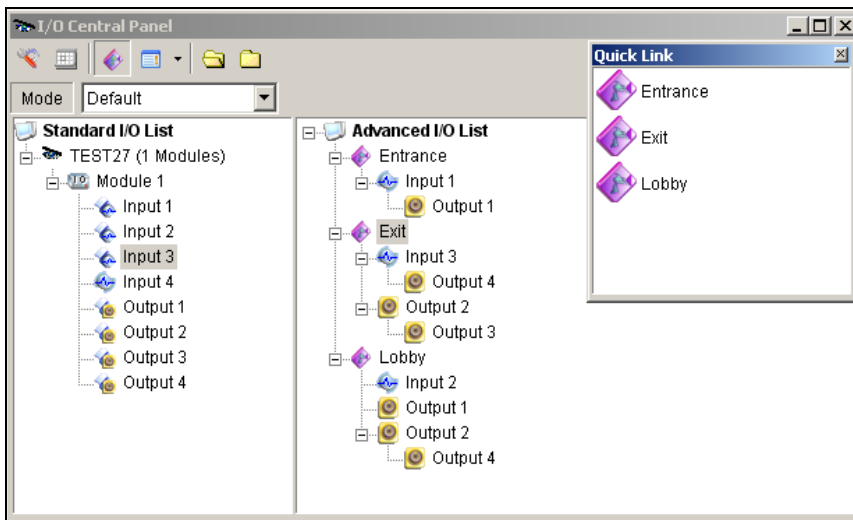 I/O Central Panel
Mode Default
Standard I/O List
TEST27 (1 Modules)
Module 1
Input 1
Input 2
Input 3
Input 4
Output 1
Output 2
Output 3
Output 4
Advanced I/O List
Entrance
Input 1
Output 1
Exit
Input 3
Output 4
Output 2
Output 3
Lobby
Input 2
Output 1
Output 2
Output 4
Quick Link
Entrance
Exit
Lobby